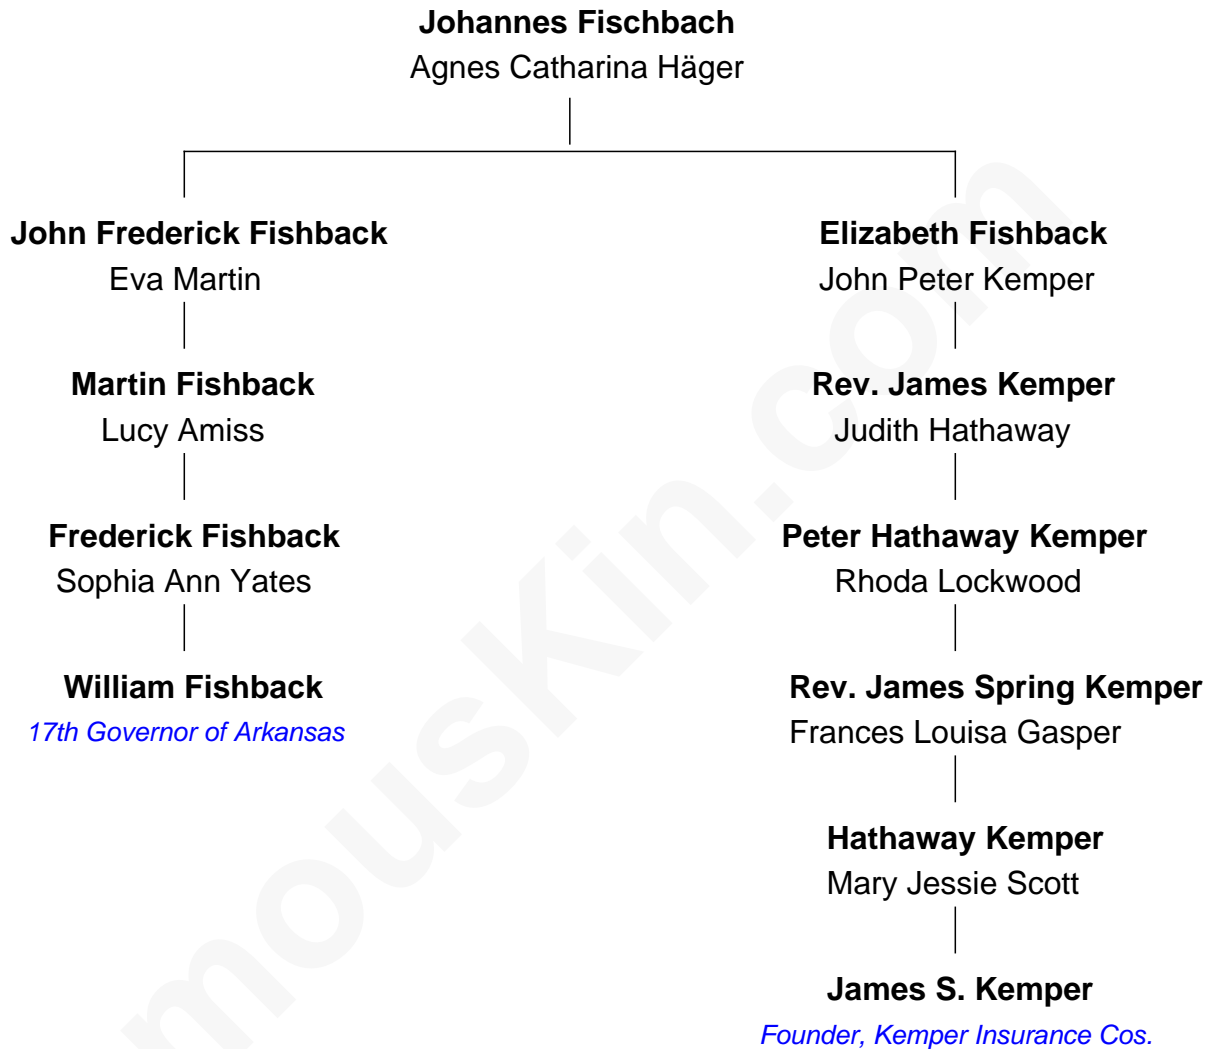 Johannes Fischbach
Agnes Catharina Häger
John Frederick Fishback
Eva Martin
Martin Fishback
Lucy Amiss
Frederick Fishback
Sophia Ann Yates
William Fishback
17th Governor of Arkansas
Elizabeth Fishback
John Peter Kemper
Rev. James Kemper
Judith Hathaway
Peter Hathaway Kemper
Rhoda Lockwood
Rev. James Spring Kemper
Frances Louisa Gasper
Hathaway Kemper
Mary Jessie Scott
James S. Kemper
Founder, Kemper Insurance Cos.
mousKin.com